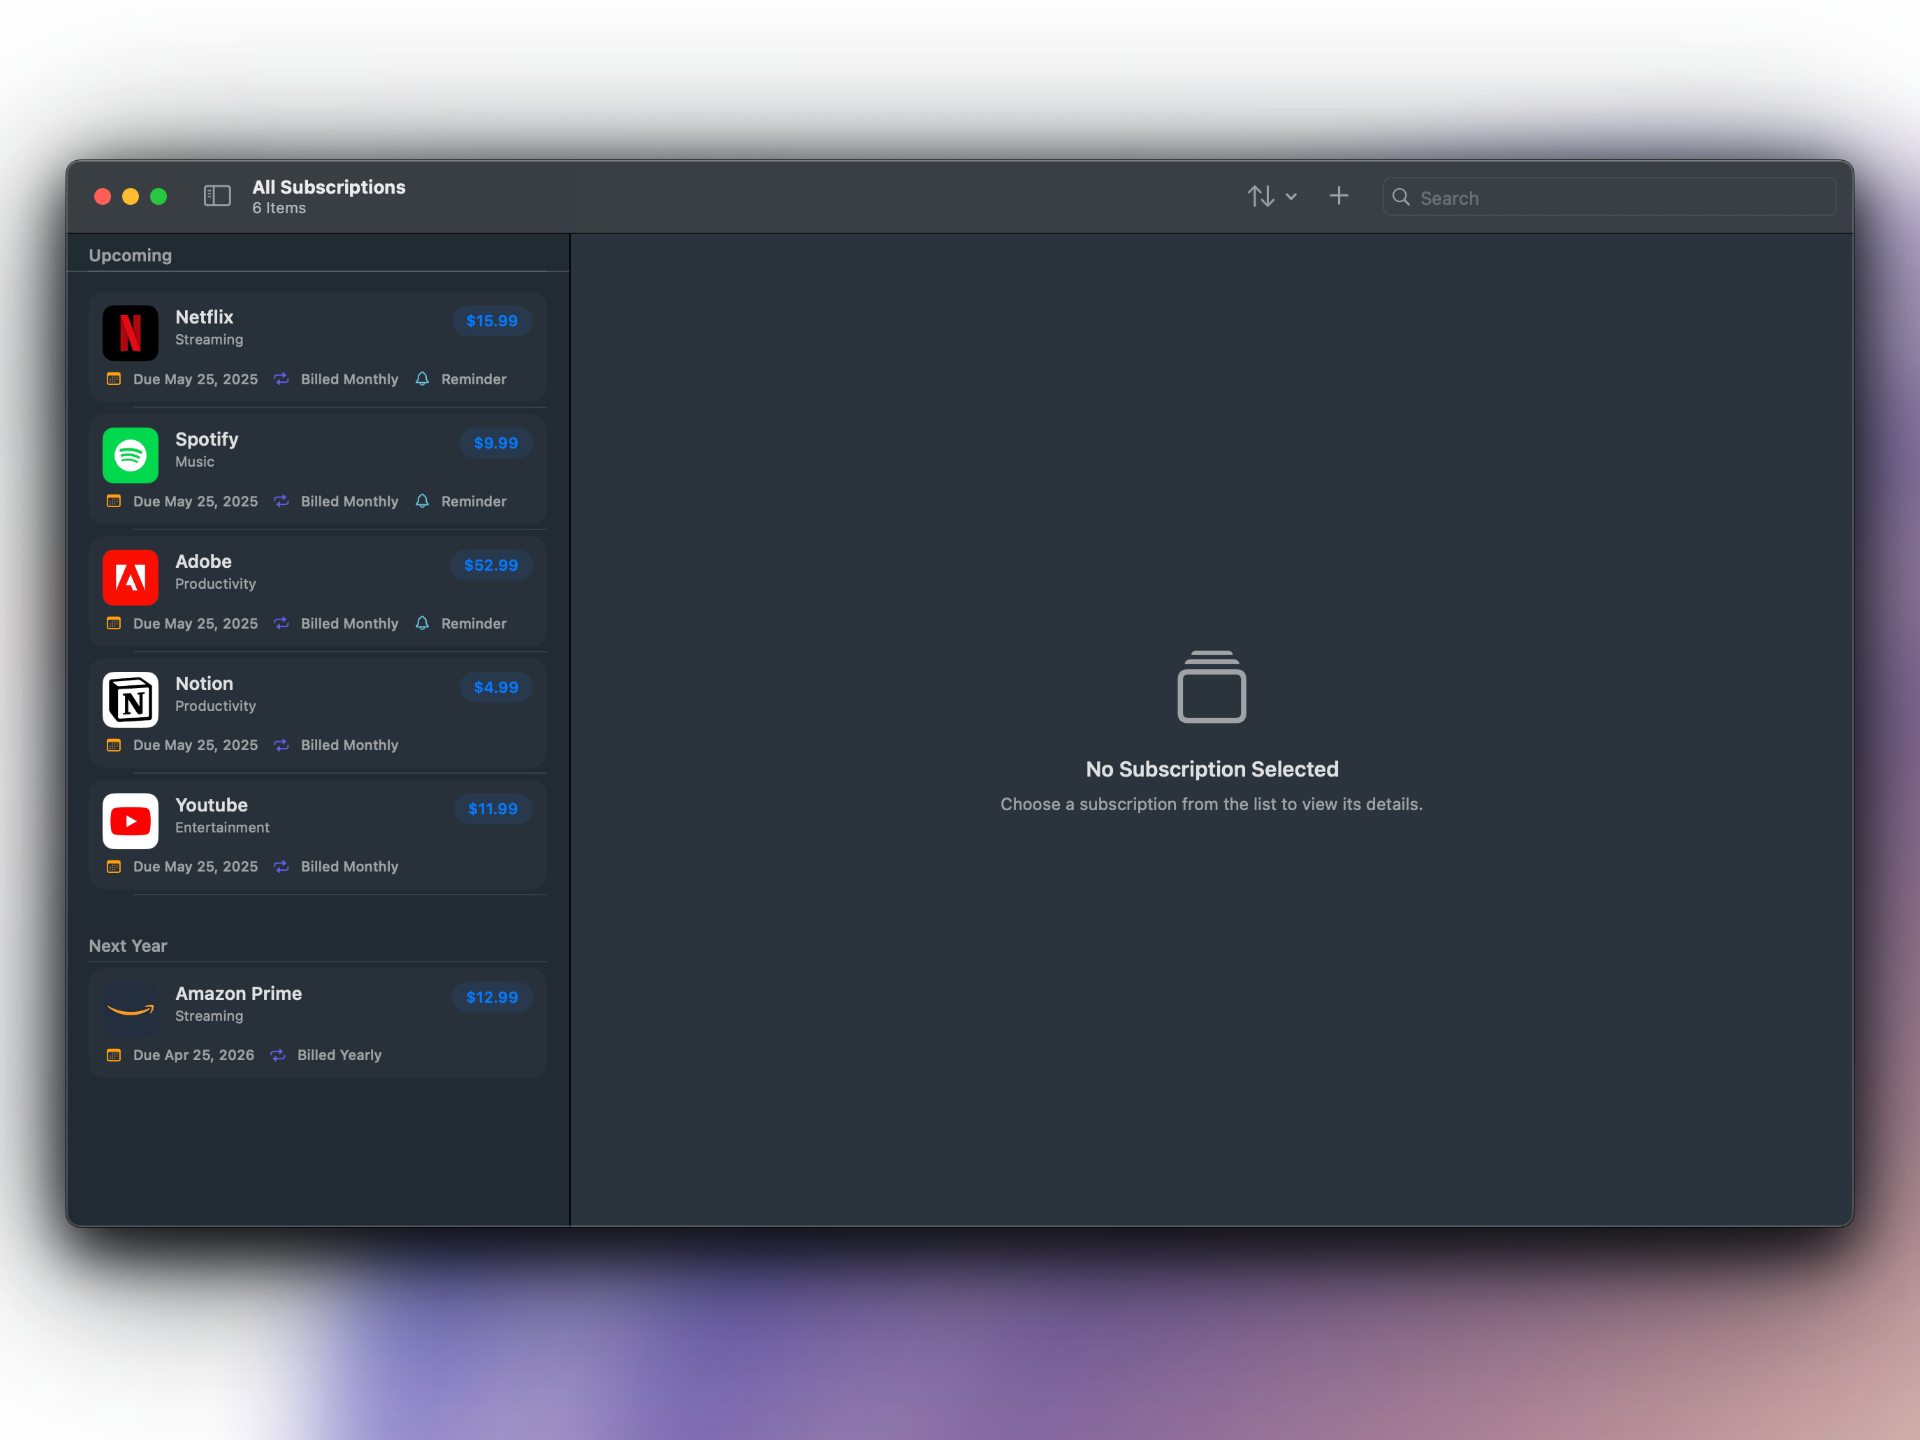 All Subscriptions
6 Items
Search
Upcoming
Netflix
$15.99
Streaming
Due May 25, 2025 Billed Monthly Reminder
Spotify
$9.99
Music
Due May 25, 2025 Billed Monthly Reminder
Adobe
$52.99
Productivity
Due May 25, 2025 Billed Monthly Reminder
N
Notion
$4.99
Productivity
Due May 25, 2025 Billed Monthly
Youtube
$11.99
Entertainment
Due May 25, 2025 Billed Monthly
Next Year
Amazon Prime
$12.99
Streaming
Due Apr 25, 2026 Billed Yearly
No Subscription Selected
Choose a subscription from the list to view its details.